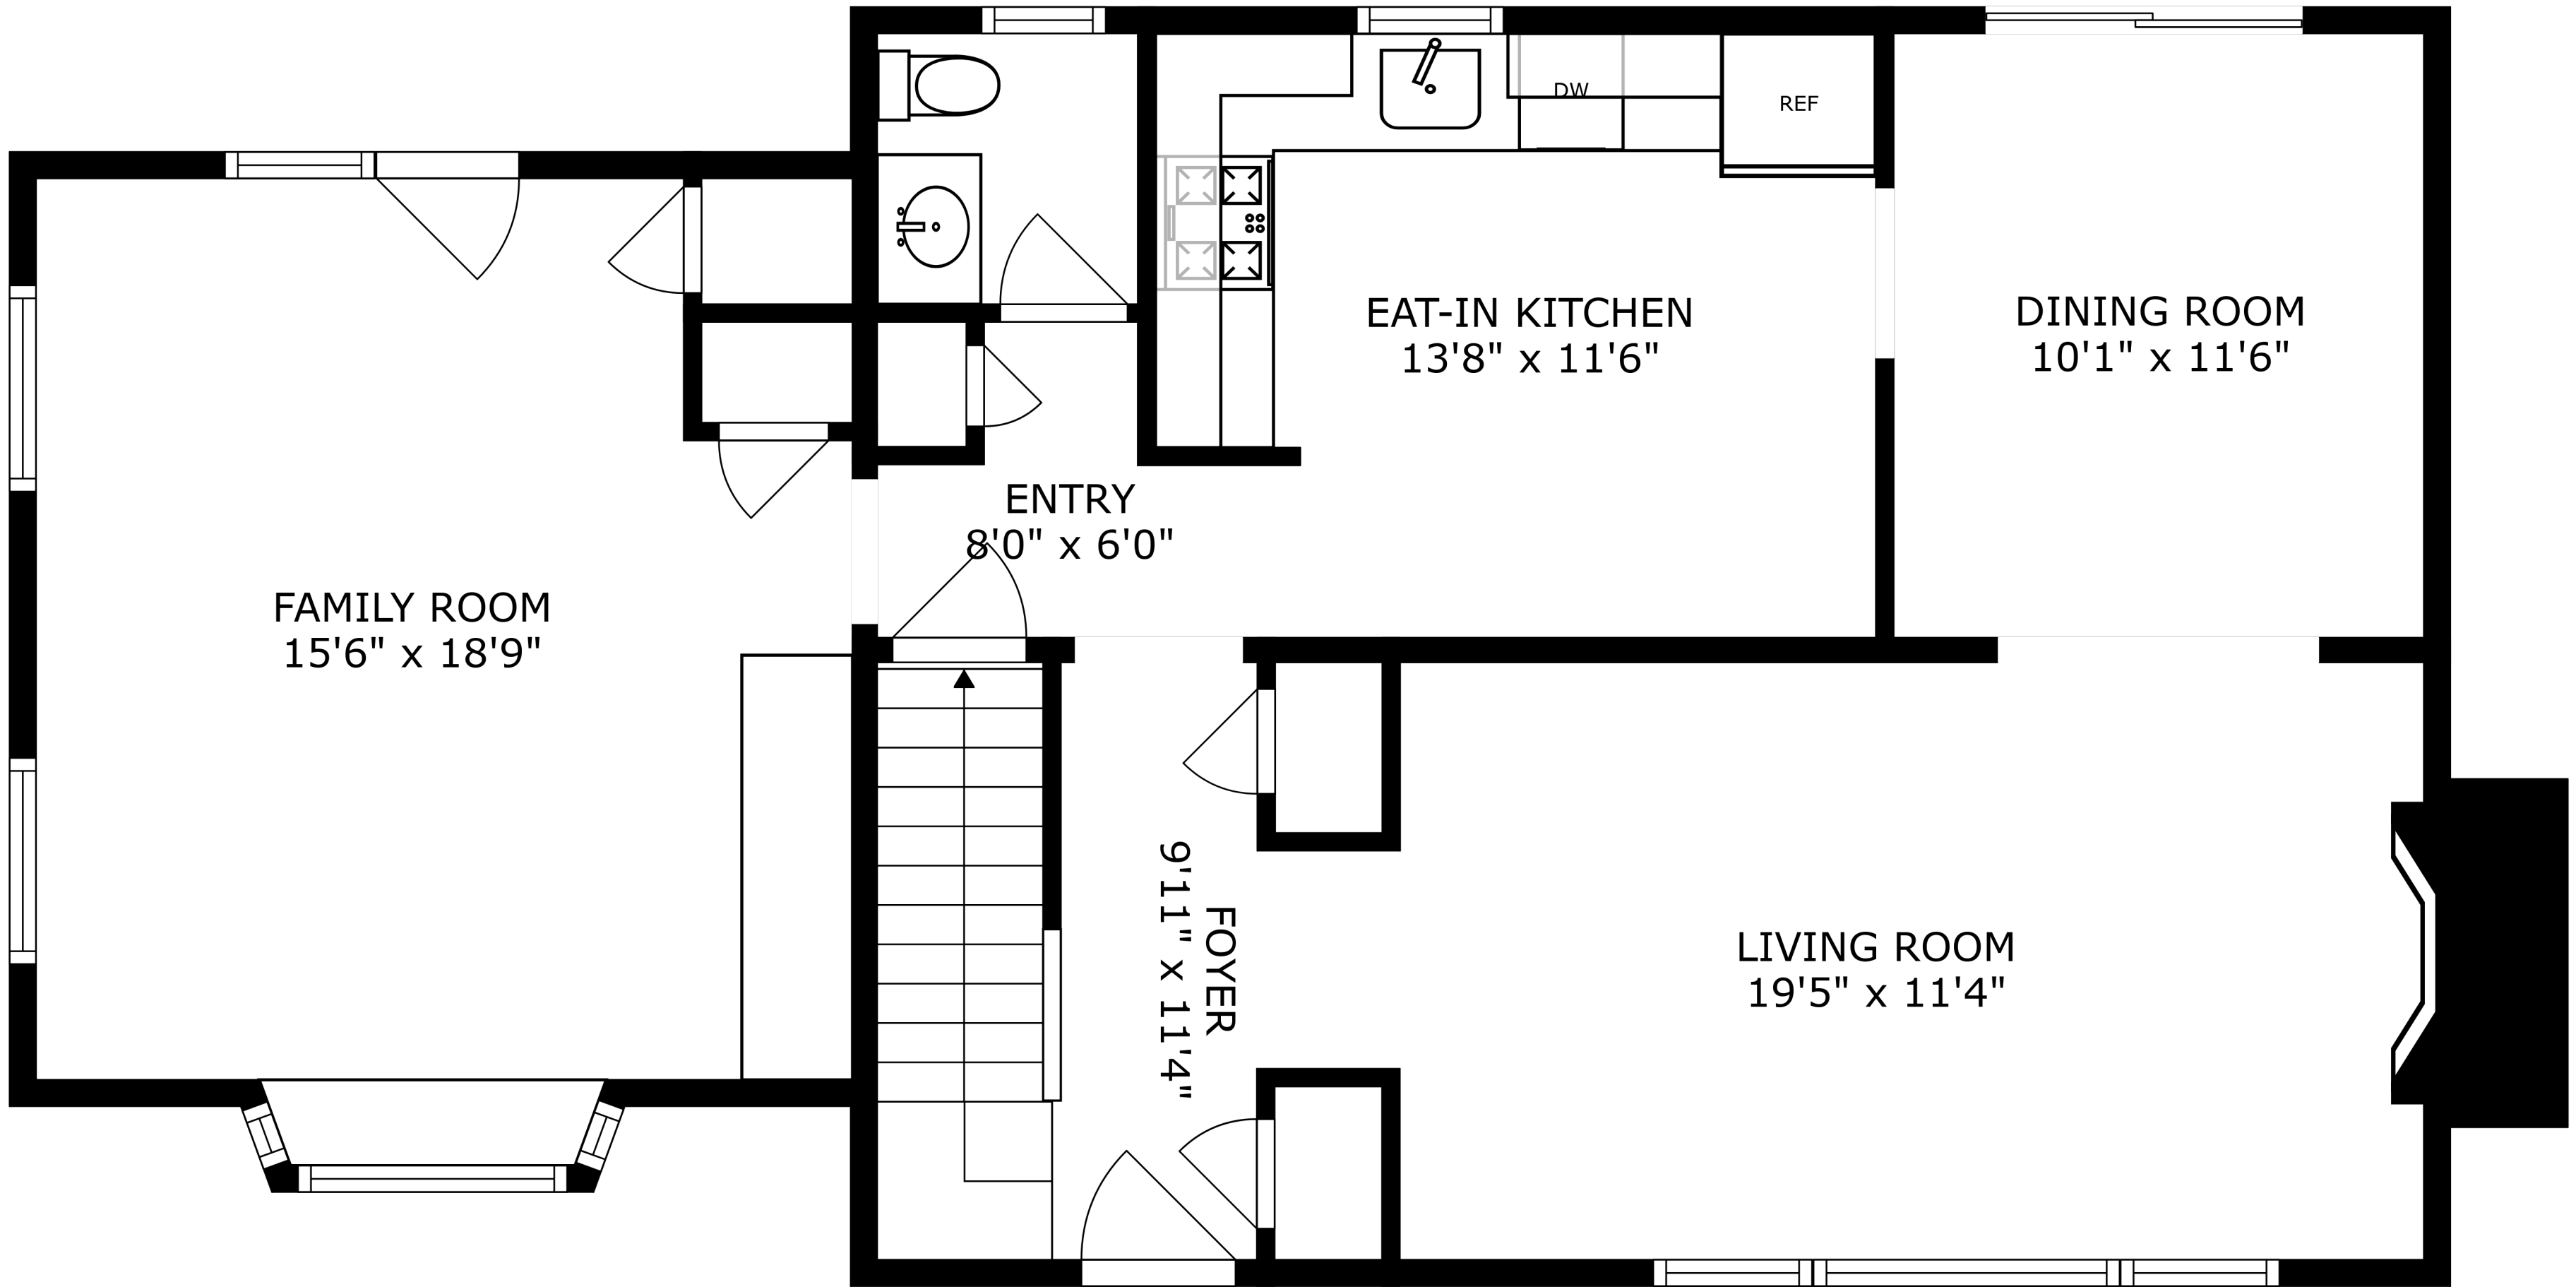 DW
REF
EAT-IN KITCHEN
13'8" x 11'6"
DINING ROOM
10'1" x 11'6"
ENTRY
8'0" x 6'0"
FAMILY ROOM
15'6" x 18'9"
FOYER
9'11" x 11'4"
LIVING ROOM
19'5" x 11'4"